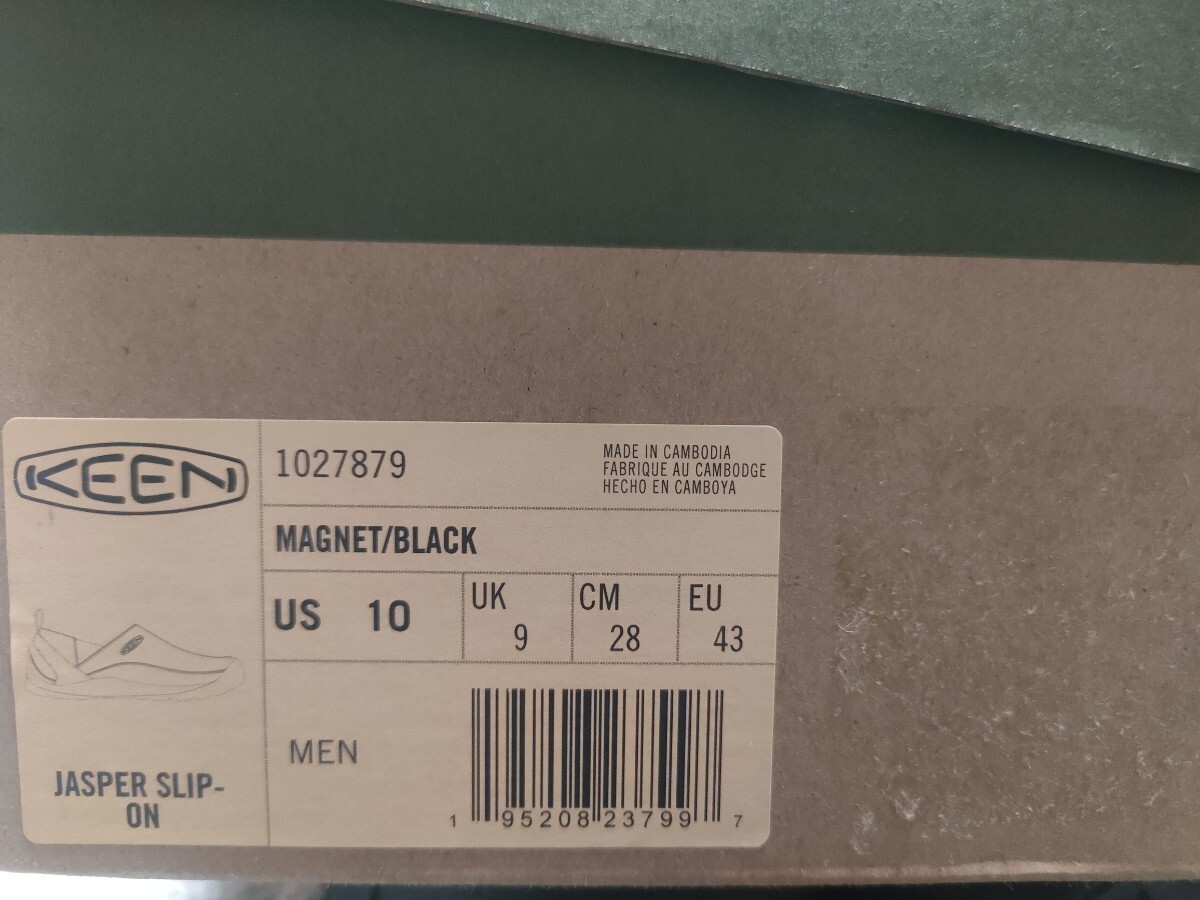 KEEN
1027879
MADE IN CAMBODIA
FABRIQUE AU CAMBODGE
HECHO EN CAMBOYA
MAGNET/BLACK
US 10
UK 9
CM 28
EU 43
MEN
1 95208 23799 7
JASPER SLIP-
ON